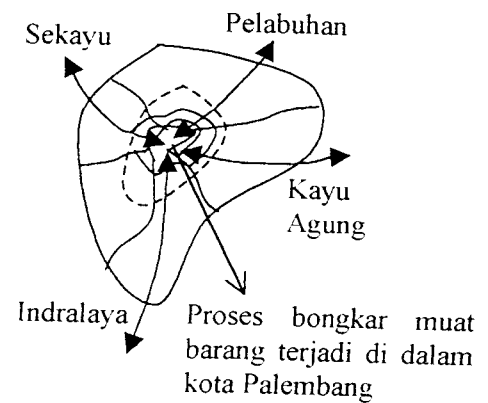 Sekayu
Pelabuhan
Kayu
Agung
Indralaya
Proses bongkar muat
barang terjadi di dalam
kota Palembang